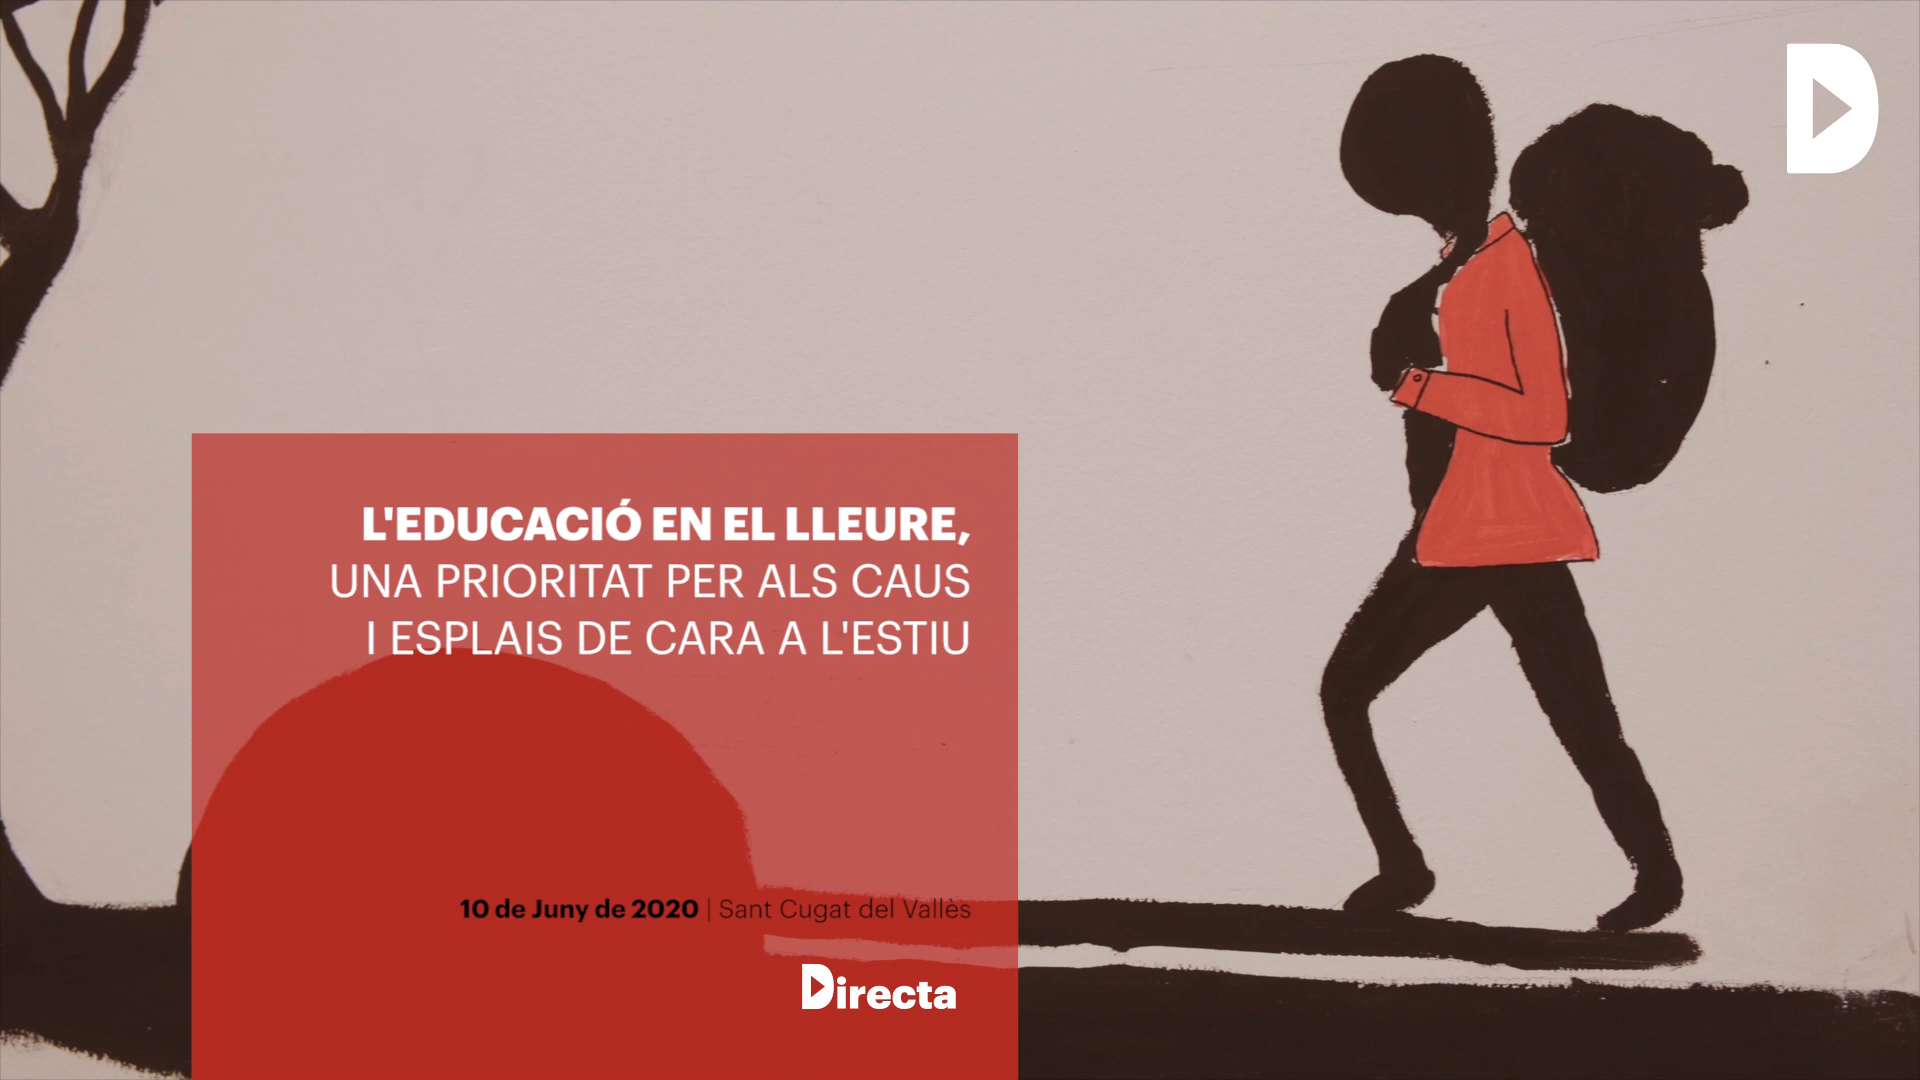 L'EDUCACIÓ EN EL LLEURE,
UNA PRIORITAT PER ALS CAUS
I ESPLAIS DE CARA A L'ESTIU
10 de Juny de 2020 | Sant Cugat del Vallès
Directa